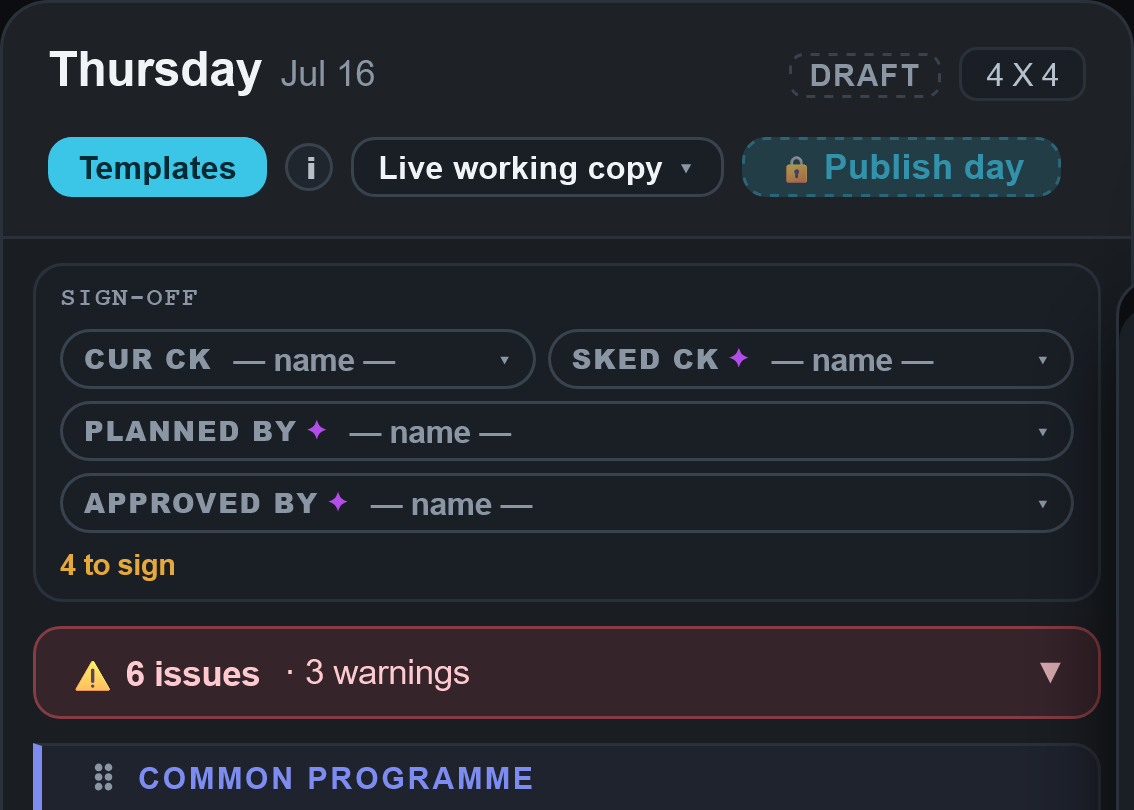 Thursday Jul 16 DRAFT 4 X 4
Templates i Live working copy ▾ 🔒 Publish day
SIGN-OFF
CUR CK — name — ▾ SKED CK ✦ — name — ▾
PLANNED BY ✦ — name — ▾
APPROVED BY ✦ — name — ▾
4 to sign
⚠️ 6 issues · 3 warnings ▼
COMMON PROGRAMME